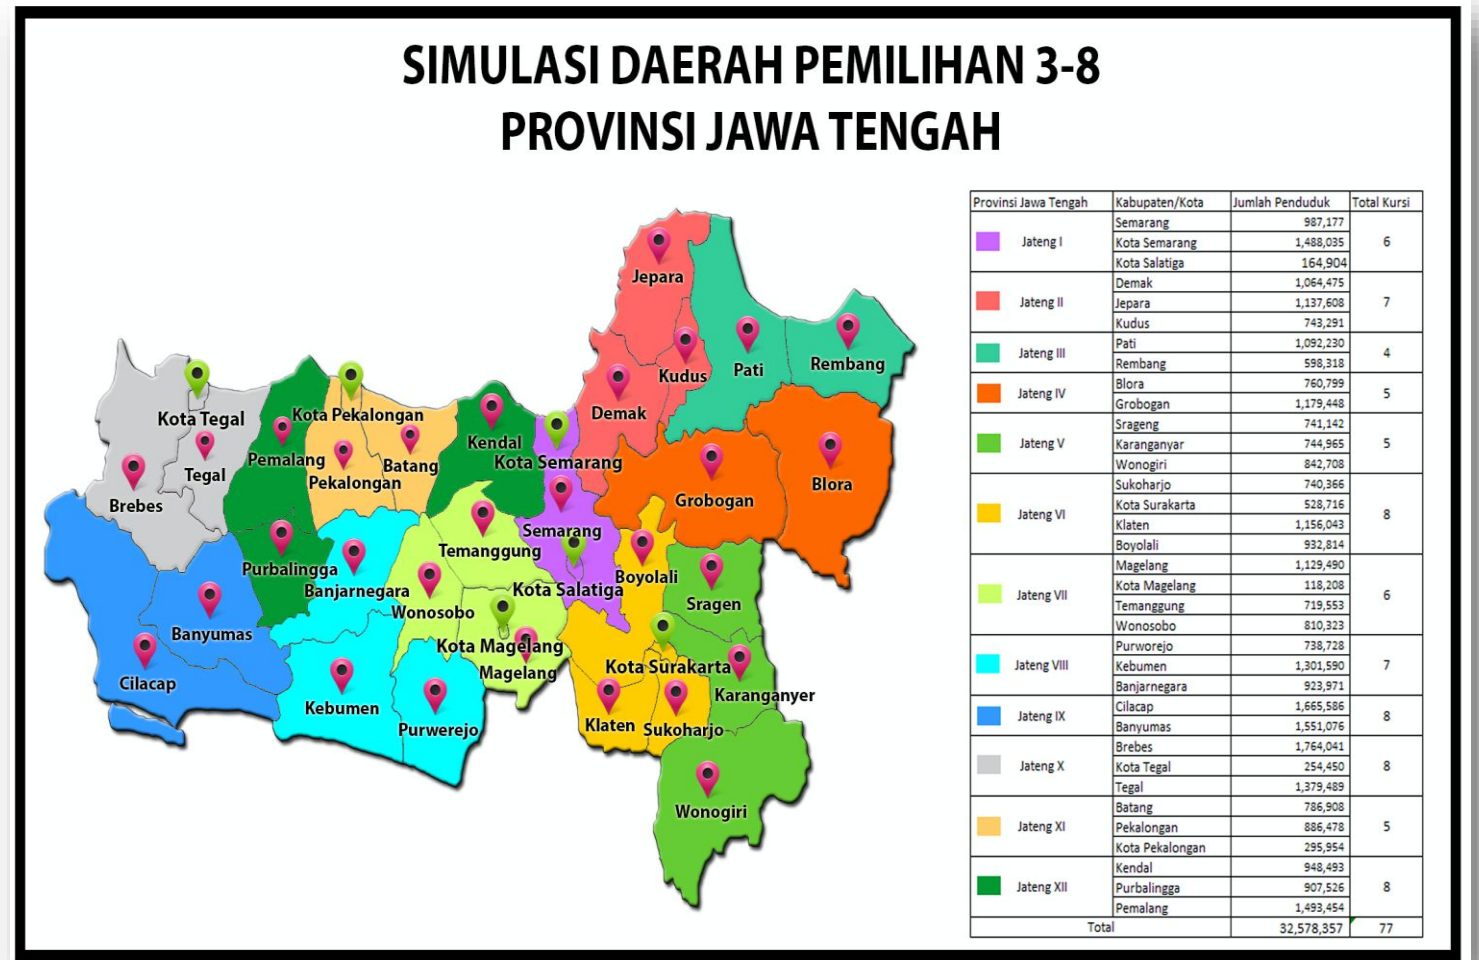 SIMULASI DAERAH PEMILIHAN 3-8
PROVINSI JAWA TENGAH
Jepara
Kudus
Pati
Rembang
Demak
Kota Tegal
Kota Pekalongan
Pemalang
Tegal
Pekalongan
Batang
Kendal
Kota Semarang
Brebes
Grobogan
Blora
Semarang
Temanggung
Purbalingga
Banjarnegara
Kota Salatiga
Boyolali
Wonosobo
Sragen
Banyumas
Kota Magelang
Magelang
Kota Surakarta
Cilacap
Karanganyer
Kebumen
Purwerejo
Klaten
Sukoharjo
Wonogiri
Provinsi Jawa Tengah Kabupaten/Kota Jumlah Penduduk Total Kursi
Semarang 987,177
Jateng I Kota Semarang 1,488,035 6
Kota Salatiga 164,904
Demak 1,064,475
Jateng II Jepara 1,137,608 7
Kudus 743,291
Jateng III Pati 1,092,230 4
Rembang 598,318
Jateng IV Blora 760,799 5
Grobogan 1,179,448
Srageng 741,142
Jateng V Karanganyar 744,965 5
Wonogiri 842,708
Sukoharjo 740,366
Jateng VI Kota Surakarta 528,716 8
Klaten 1,156,043
Boyolali 932,814
Magelang 1,129,490
Jateng VII Kota Magelang 118,208 6
Temanggung 719,553
Wonosobo 810,323
Purworejo 738,728
Jateng VIII Kebumen 1,301,590 7
Banjarnegara 923,971
Jateng IX Cilacap 1,665,586 8
Banyumas 1,551,076
Brebes 1,764,041
Jateng X Kota Tegal 254,450 8
Tegal 1,379,489
Batang 786,908
Jateng XI Pekalongan 886,478 5
Kota Pekalongan 295,954
Kendal 948,493
Jateng XII Purbalingga 907,526 8
Pemalang 1,493,454
Total 32,578,357 77